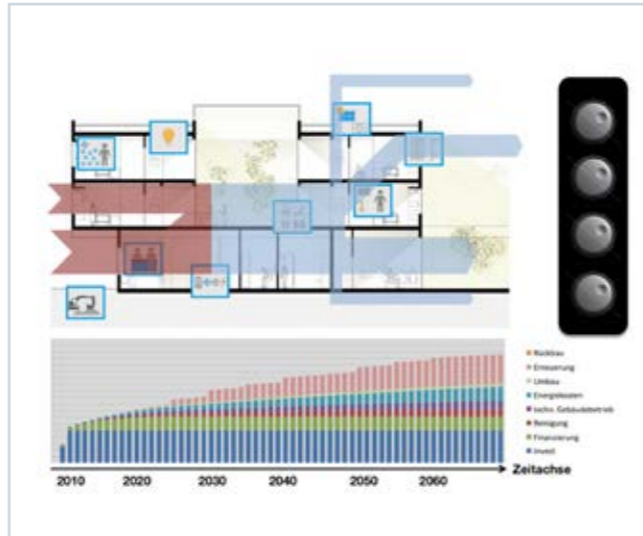 Rückbau
Erneuerung
Umbau
Energiekosten
techn. Gebäudebetrieb
Reinigung
Finanzierung
Invest
Zeitachse
2010 2020 2030 2040 2050 2060